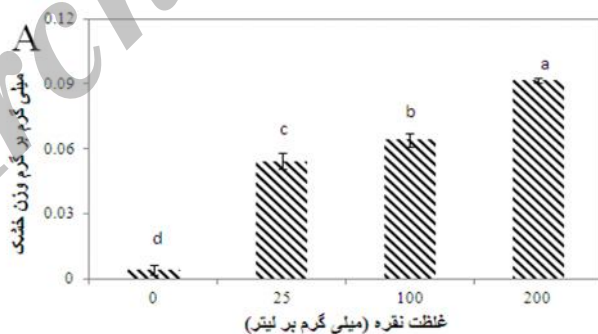 A
0.12
0.09
0.06
0.03
0
میلی گرم بر گرم وزن خشک
d
c
b
a
0 25 100 200
غلظت نقره (میلی گرم بر لیتر)